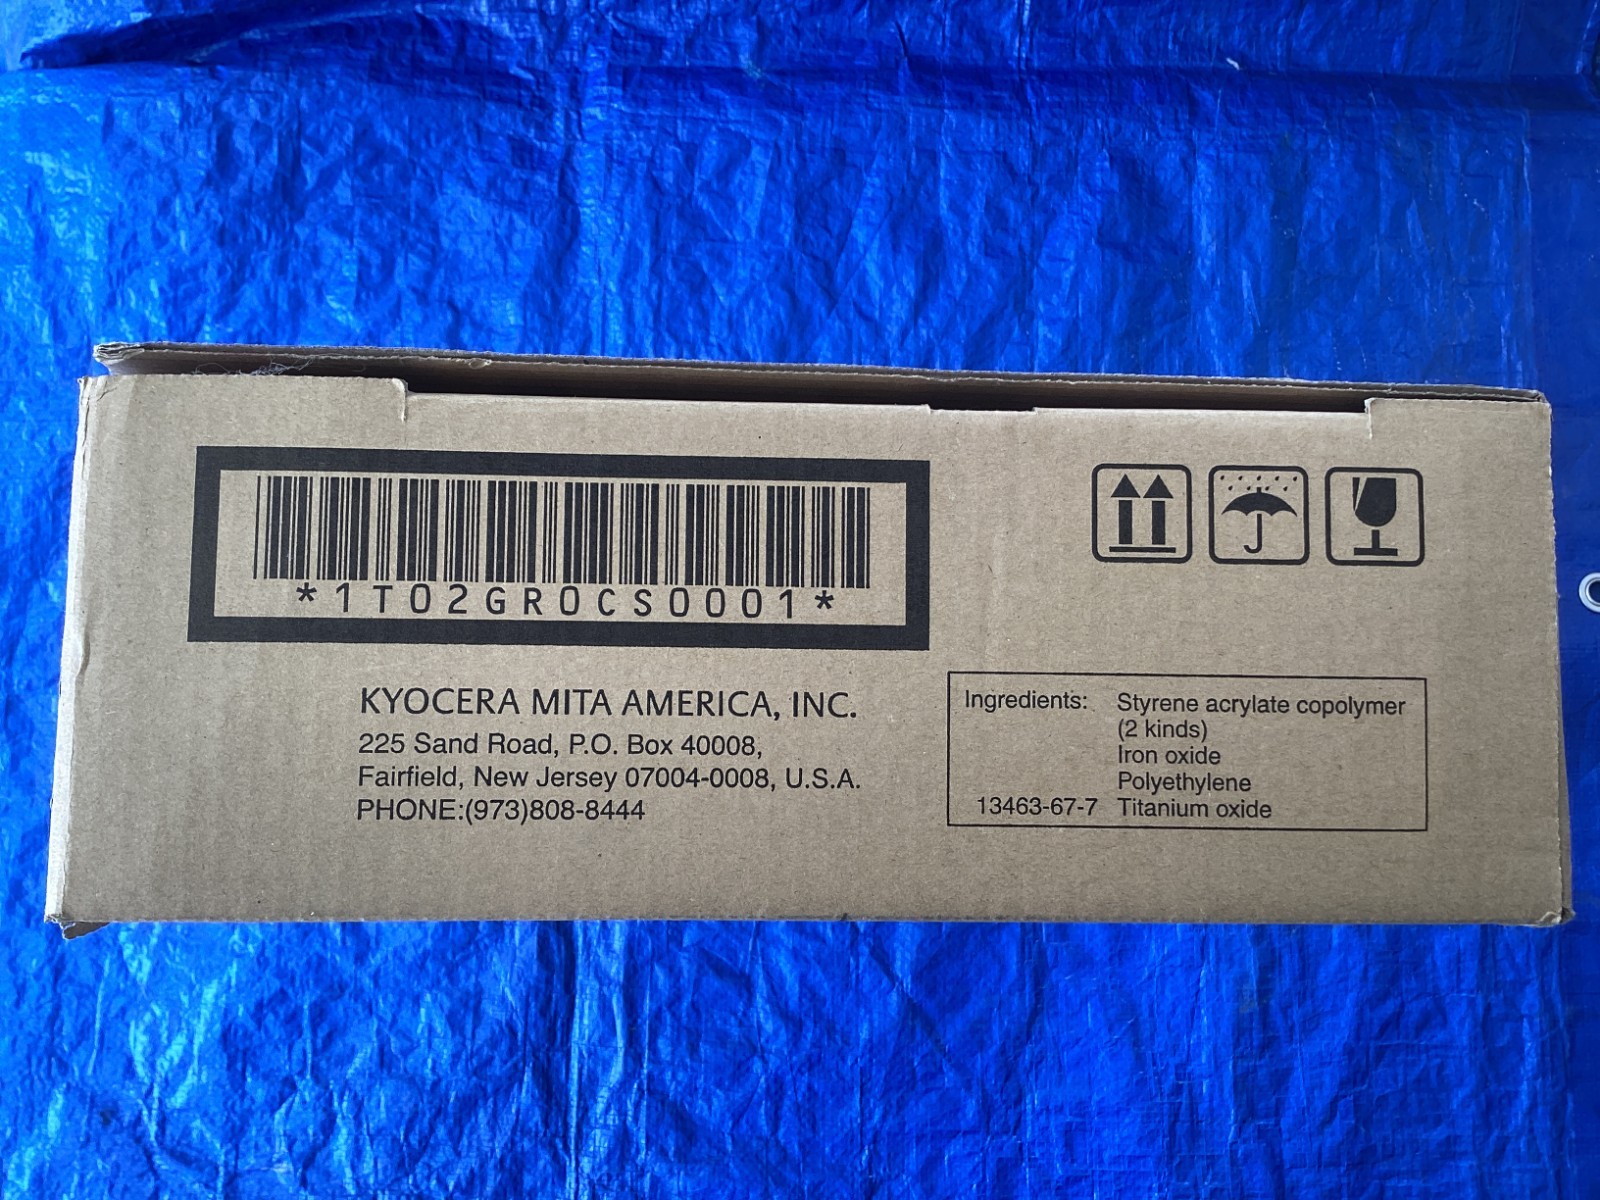 *1T02GR0CS0001*
KYOCERA MITA AMERICA, INC.
225 Sand Road, P.O. Box 40008,
Fairfield, New Jersey 07004-0008, U.S.A.
PHONE:(973)808-8444
Ingredients: Styrene acrylate copolymer
(2 kinds)
Iron oxide
Polyethylene
13463-67-7 Titanium oxide